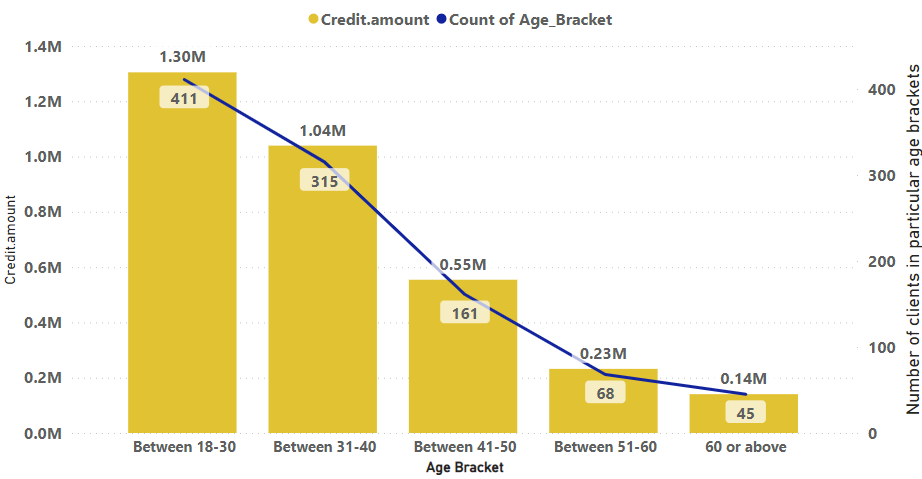 Credit.amount Count of Age_Bracket
1.4M
1.2M
1.0M
0.8M
0.6M
0.4M
0.2M
0.0M
Credit.amount
1.30M
411
1.04M
315
0.55M
161
0.23M
68
0.14M
45
400
300
200
100
0
Number of clients in particular age brackets
Between 18-30 Between 31-40 Between 41-50 Between 51-60 60 or above
Age Bracket